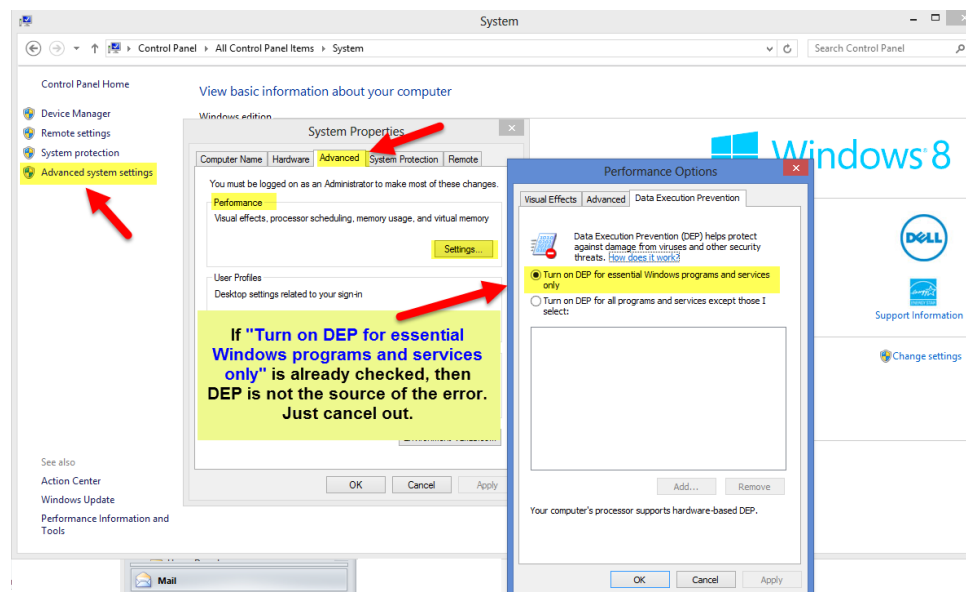 System
Control Panel › All Control Panel Items › System
Search Control Panel
Control Panel Home
Device Manager
Remote settings
System protection
Advanced system settings
View basic information about your computer
Windows edition
Windows 8
System Properties
Computer Name Hardware Advanced System Protection Remote
You must be logged on as an Administrator to make most of these changes.
Performance
Visual effects, processor scheduling, memory usage, and virtual memory
Settings...
User Profiles
Desktop settings related to your sign-in
If "Turn on DEP for essential
Windows programs and services
only" is already checked, then
DEP is not the source of the error.
Just cancel out.
OK Cancel Apply
Performance Options
Visual Effects Advanced Data Execution Prevention
Data Execution Prevention (DEP) helps protect
against damage from viruses and other security
threats. How does it work?
Turn on DEP for essential Windows programs and services
only
Turn on DEP for all programs and services except those I
select:
Add... Remove
Your computer's processor supports hardware-based DEP.
OK Cancel Apply
DELL
Support Information
Change settings
See also
Action Center
Windows Update
Performance Information and
Tools
Mail